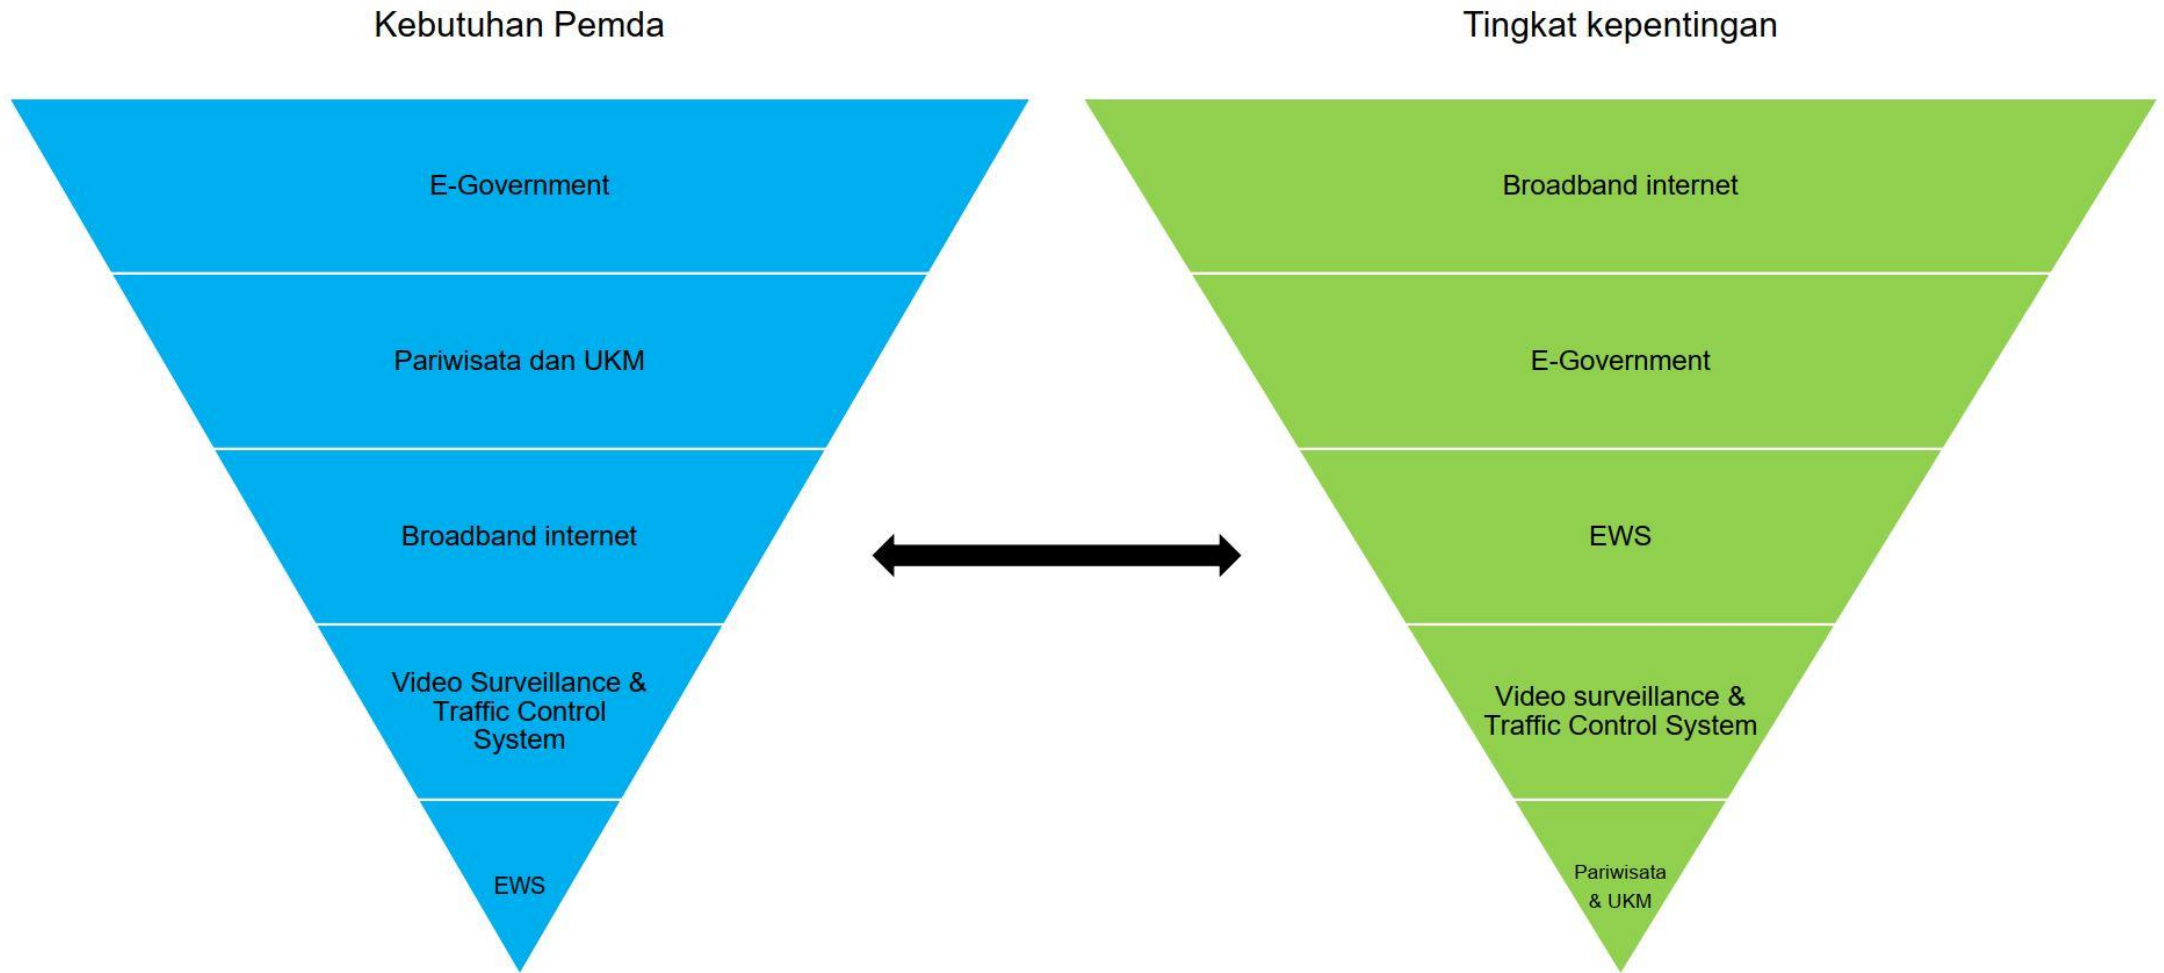 Kebutuhan Pemda
E-Government
Pariwisata dan UKM
Broadband internet
Video Surveillance &
Traffic Control
System
EWS
Tingkat kepentingan
Broadband internet
E-Government
EWS
Video surveillance &
Traffic Control System
Pariwisata
& UKM